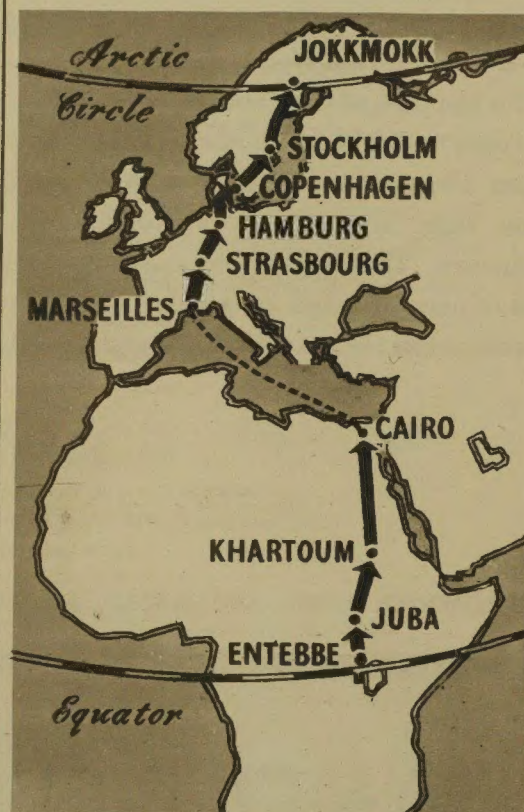 Arctic
Circle
JOKKMOKK
STOCKHOLM
COPENHAGEN
HAMBURG
STRASBOURG
MARSEILLES
CAIRO
KHARTOUM
JUBA
ENTEBBE
Equator